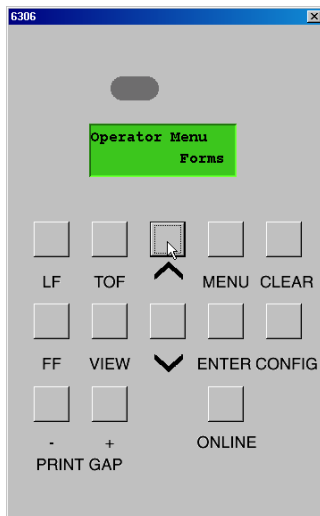 6306
Operator Menu
Forms
LF TOF MENU CLEAR
FF VIEW ENTER CONFIG
- + ONLINE
PRINT GAP